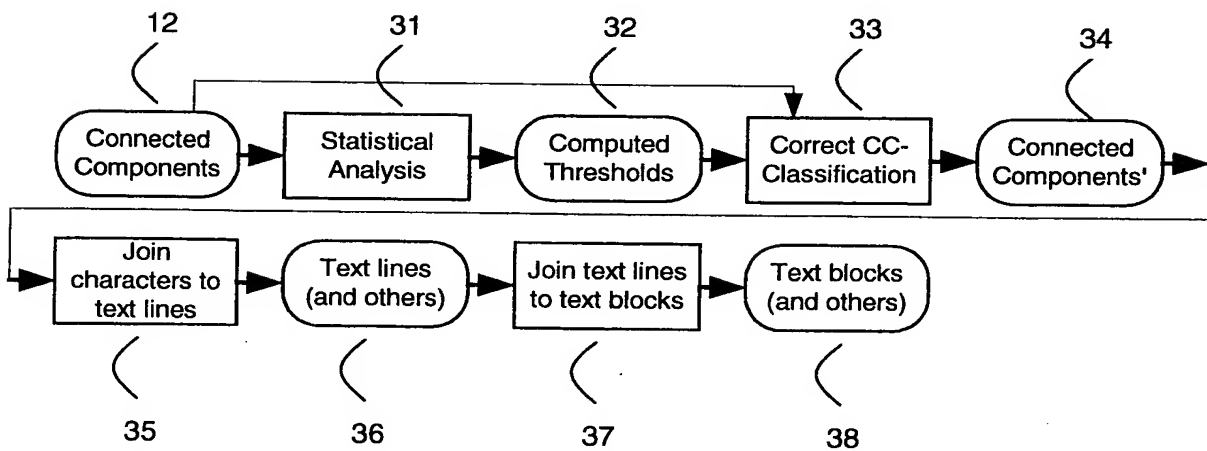 12
31
32
33
34
Connected
Components
Statistical
Analysis
Computed
Thresholds
Correct CC-
Classification
Connected
Components'
Join
characters to
text lines
Text lines
(and others)
Join text lines
to text blocks
Text blocks
(and others)
35
36
37
38